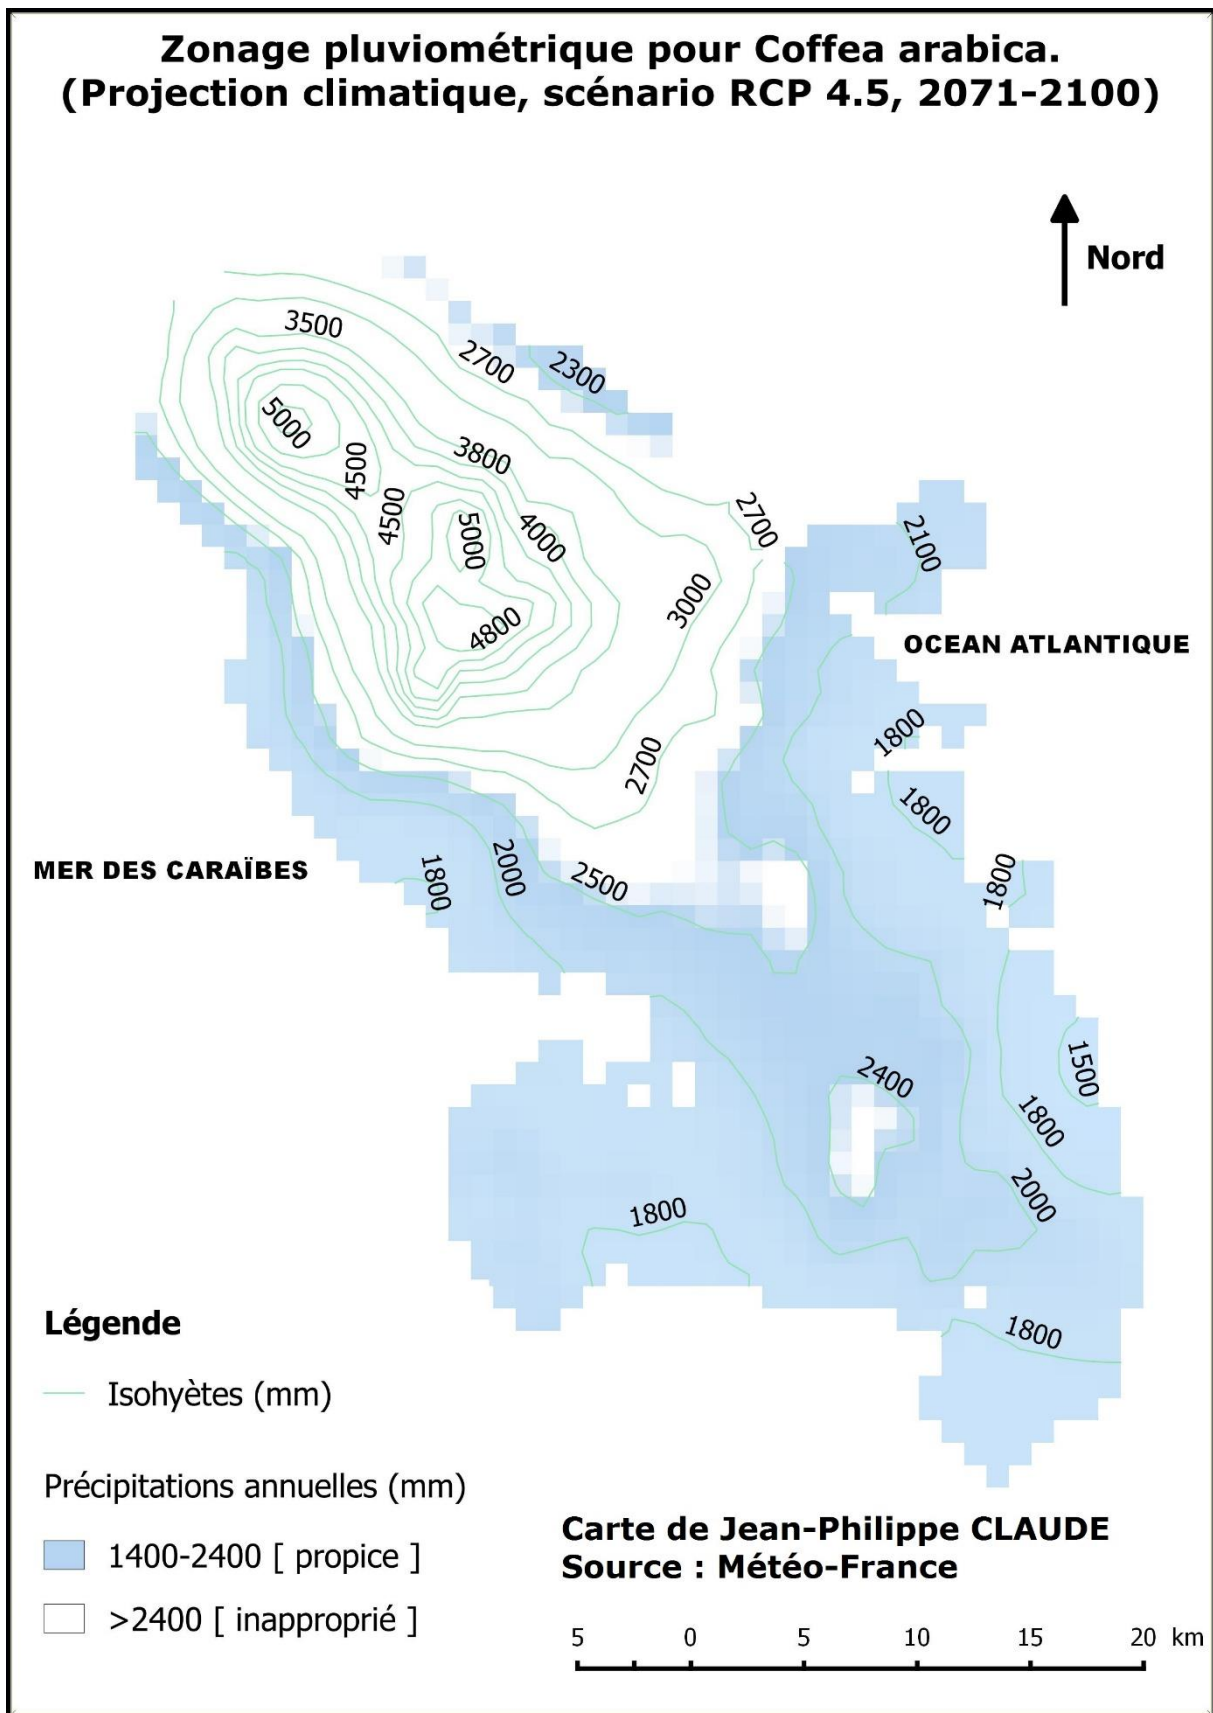 Zonage pluviométrique pour Coffea arabica.
(Projection climatique, scénario RCP 4.5, 2071-2100)
Nord
3500
2700
2300
5000
3800
4500
4500
5000
4000
2700
2100
3000
4800
OCEAN ATLANTIQUE
1800
2700
1800
MER DES CARAÏBES
1800
2000
2500
1800
1500
2400
1800
2000
1800
1800
Légende
Isohyètes (mm)
Précipitations annuelles (mm)
1400-2400 [ propice ]
>2400 [ inapproprié ]
Carte de Jean-Philippe CLAUDE
Source : Météo-France
5 0 5 10 15 20 km